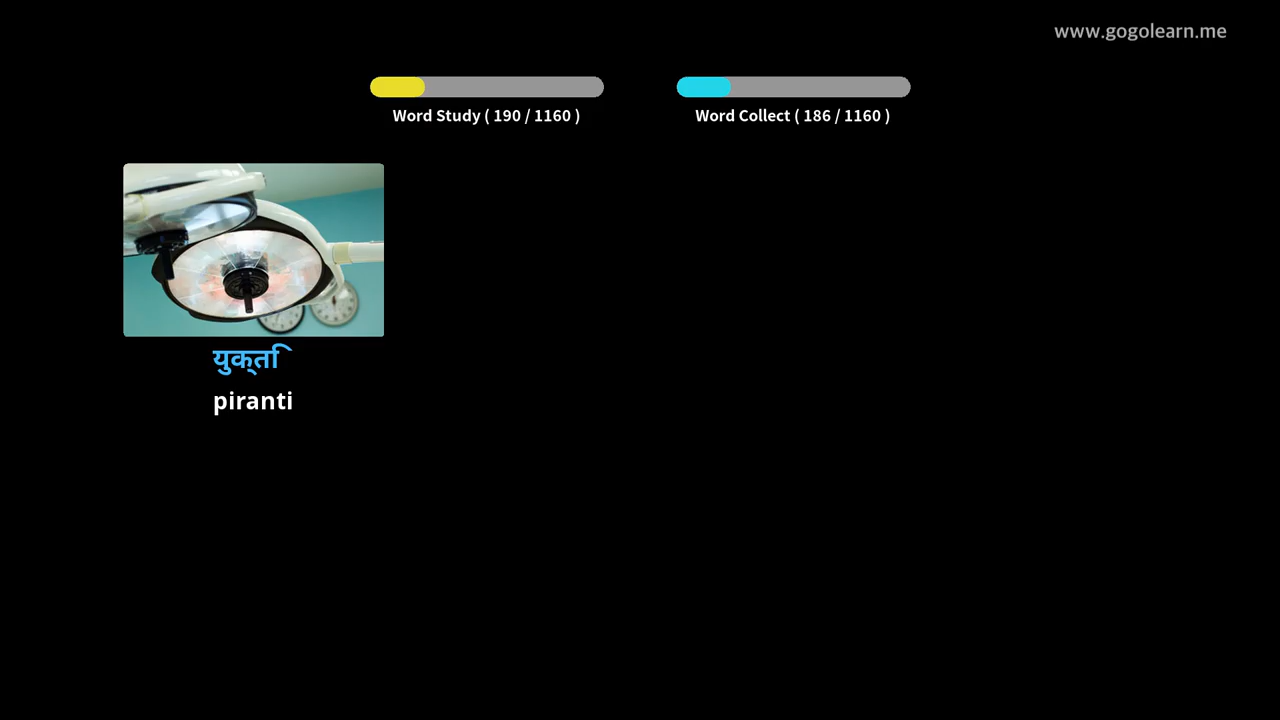 www.gogolearn.me
Word Study ( 190 / 1160 )
Word Collect ( 186 / 1160 )
युक्ति
piranti